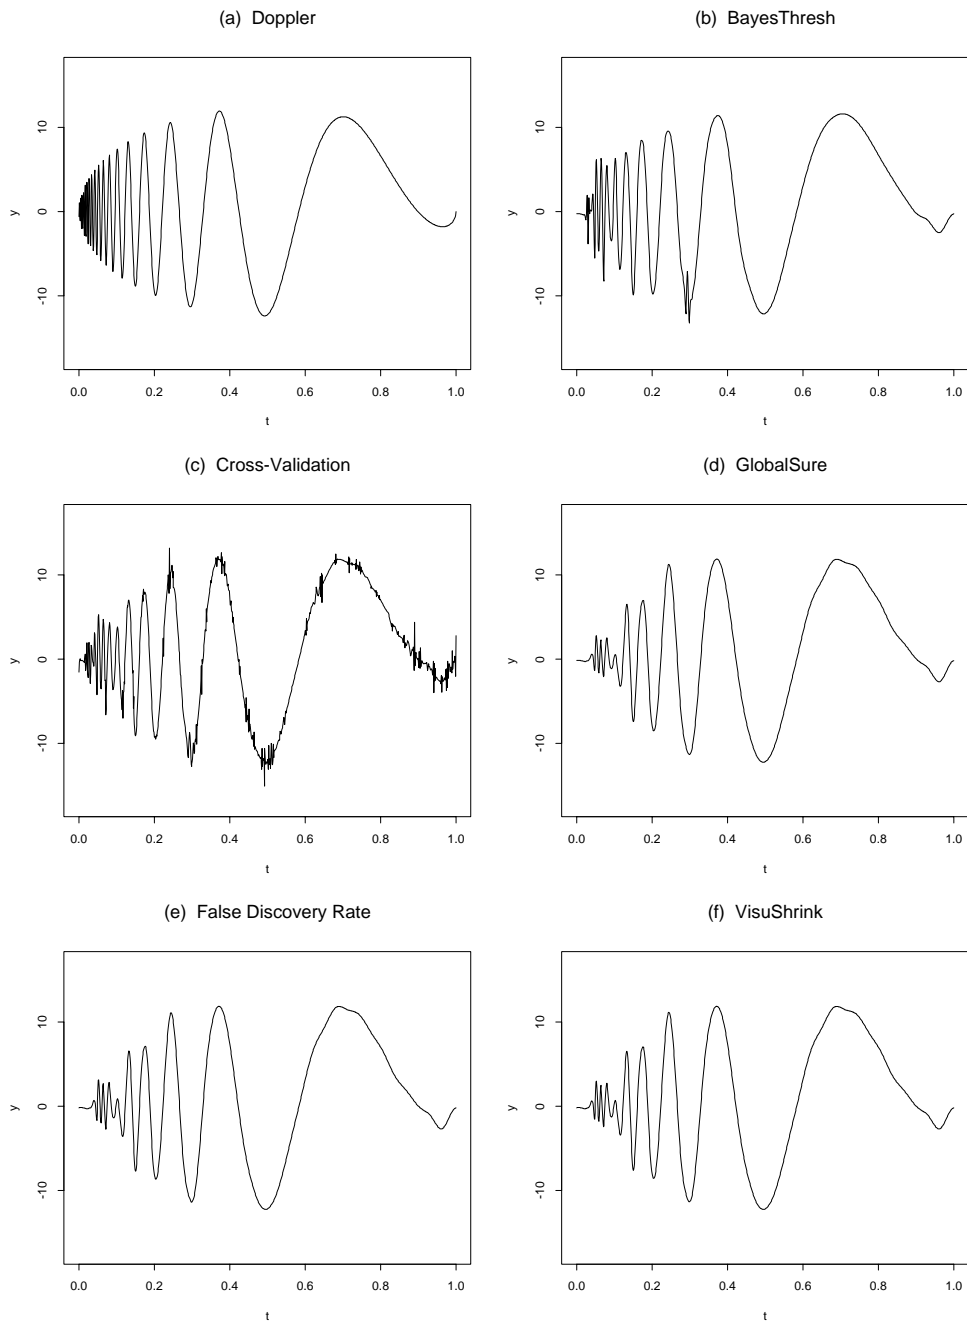 (a) Doppler
y
10
0
-10
0.0 0.2 0.4 0.6 0.8 1.0
t
(b) BayesThresh
y
10
0
-10
0.0 0.2 0.4 0.6 0.8 1.0
t
(c) Cross-Validation
y
10
0
-10
0.0 0.2 0.4 0.6 0.8 1.0
t
(d) GlobalSure
y
10
0
-10
0.0 0.2 0.4 0.6 0.8 1.0
t
(e) False Discovery Rate
y
10
0
-10
0.0 0.2 0.4 0.6 0.8 1.0
t
(f) VisuShrink
y
10
0
-10
0.0 0.2 0.4 0.6 0.8 1.0
t